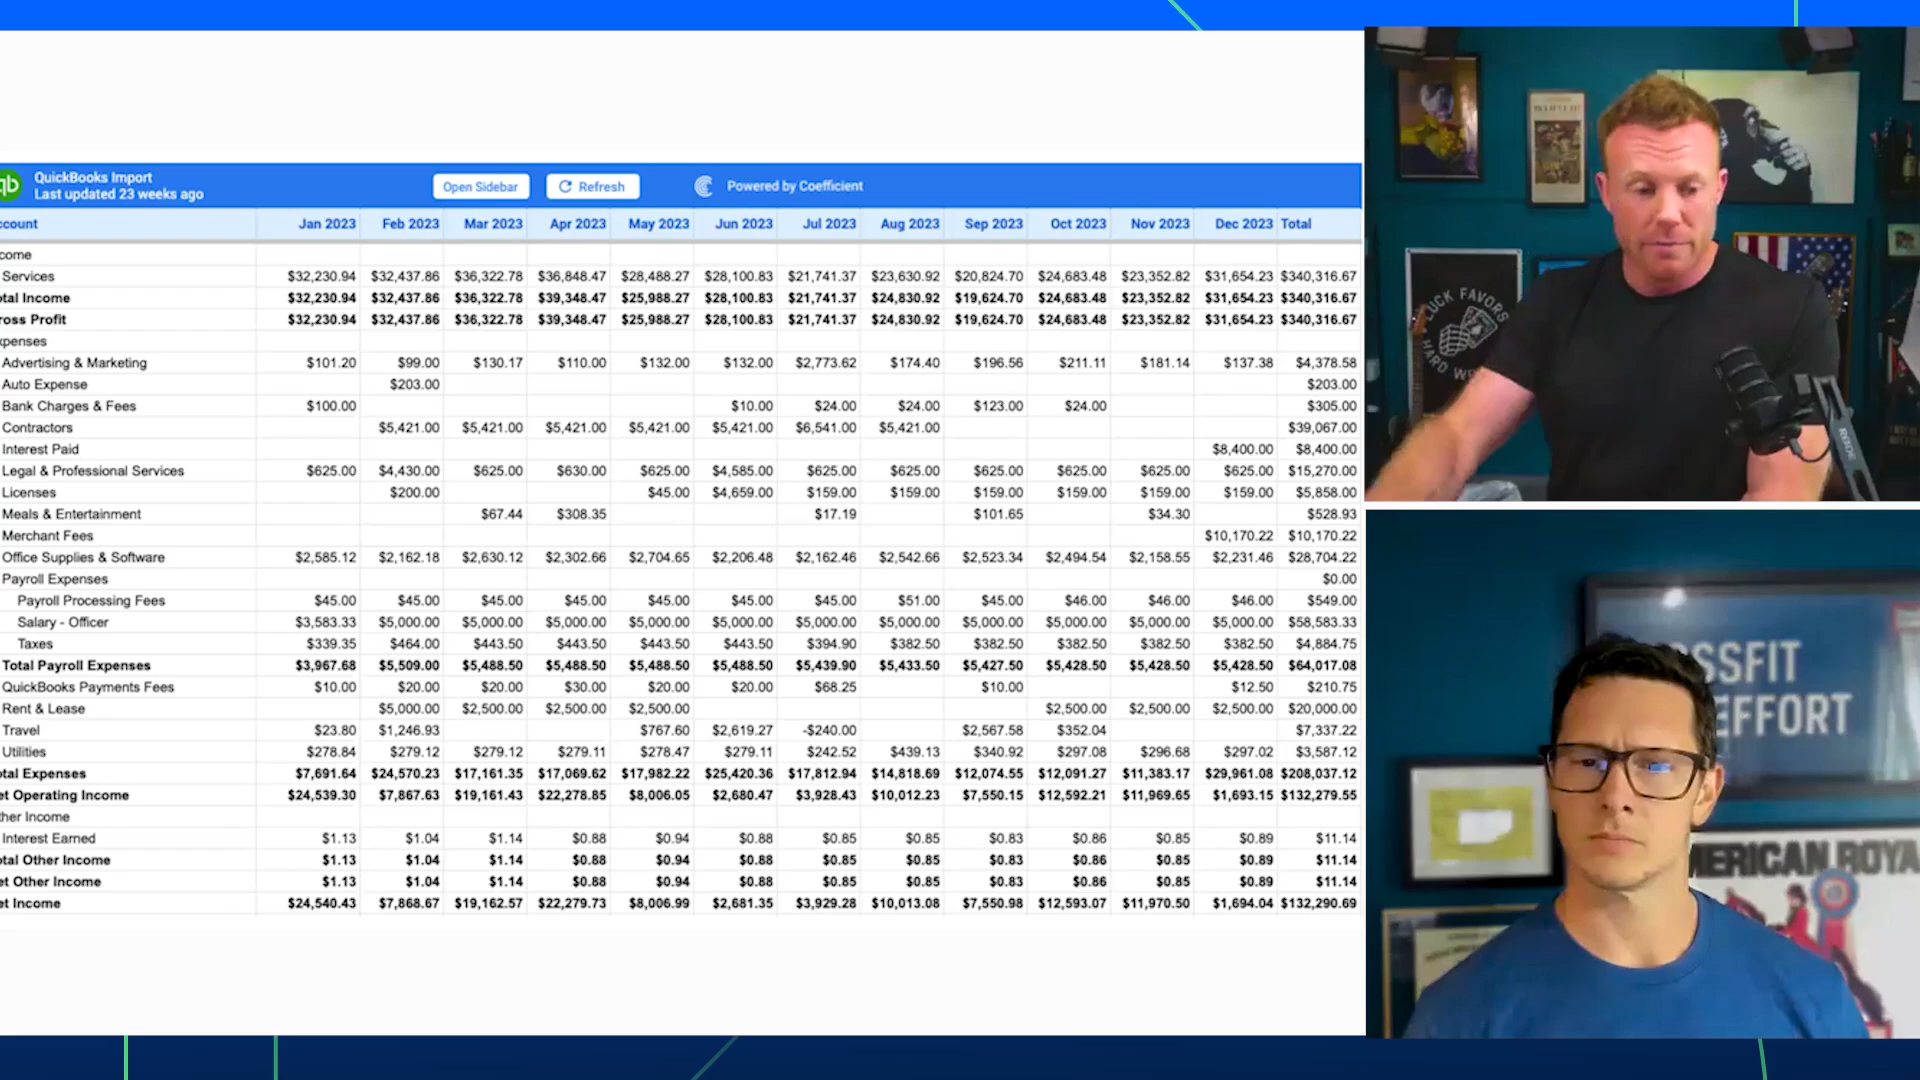 qb QuickBooks Import
Last updated 23 weeks ago
Open Sidebar Refresh Powered by Coefficient
ccount Jan 2023 Feb 2023 Mar 2023 Apr 2023 May 2023 Jun 2023 Jul 2023 Aug 2023 Sep 2023 Oct 2023 Nov 2023 Dec 2023 Total
come
Services $32,230.94 $32,437.86 $36,322.78 $36,848.47 $28,488.27 $28,100.83 $21,741.37 $23,630.92 $20,824.70 $24,683.48 $23,352.82 $31,654.23 $340,316.67
otal Income $32,230.94 $32,437.86 $36,322.78 $39,348.47 $25,988.27 $28,100.83 $21,741.37 $24,830.92 $19,624.70 $24,683.48 $23,352.82 $31,654.23 $340,316.67
ross Profit $32,230.94 $32,437.86 $36,322.78 $39,348.47 $25,988.27 $28,100.83 $21,741.37 $24,830.92 $19,624.70 $24,683.48 $23,352.82 $31,654.23 $340,316.67
xpenses
Advertising & Marketing $101.20 $99.00 $130.17 $110.00 $132.00 $132.00 $2,773.62 $174.40 $196.56 $211.11 $181.14 $137.38 $4,378.58
Auto Expense $203.00 $203.00
Bank Charges & Fees $100.00 $10.00 $24.00 $24.00 $123.00 $24.00 $305.00
Contractors $5,421.00 $5,421.00 $5,421.00 $5,421.00 $5,421.00 $6,541.00 $5,421.00 $39,067.00
Interest Paid $8,400.00 $8,400.00
Legal & Professional Services $625.00 $4,430.00 $625.00 $630.00 $625.00 $4,585.00 $625.00 $625.00 $625.00 $625.00 $625.00 $625.00 $15,270.00
Licenses $200.00 $45.00 $4,659.00 $159.00 $159.00 $159.00 $159.00 $159.00 $159.00 $5,858.00
Meals & Entertainment $67.44 $308.35 $17.19 $101.65 $34.30 $528.93
Merchant Fees $10,170.22 $10,170.22
Office Supplies & Software $2,585.12 $2,162.18 $2,630.12 $2,302.66 $2,704.65 $2,206.48 $2,162.46 $2,542.66 $2,523.34 $2,494.54 $2,158.55 $2,231.46 $28,704.22
Payroll Expenses $0.00
Payroll Processing Fees $45.00 $45.00 $45.00 $45.00 $45.00 $45.00 $45.00 $51.00 $45.00 $46.00 $46.00 $46.00 $549.00
Salary - Officer $3,583.33 $5,000.00 $5,000.00 $5,000.00 $5,000.00 $5,000.00 $5,000.00 $5,000.00 $5,000.00 $5,000.00 $5,000.00 $5,000.00 $58,583.33
Taxes $339.35 $464.00 $443.50 $443.50 $443.50 $443.50 $394.90 $382.50 $382.50 $382.50 $382.50 $382.50 $4,884.75
Total Payroll Expenses $3,967.68 $5,509.00 $5,488.50 $5,488.50 $5,488.50 $5,488.50 $5,439.90 $5,433.50 $5,427.50 $5,428.50 $5,428.50 $5,428.50 $64,017.08
QuickBooks Payments Fees $10.00 $20.00 $20.00 $30.00 $20.00 $20.00 $68.25 $10.00 $12.50 $210.75
Rent & Lease $5,000.00 $2,500.00 $2,500.00 $2,500.00 $2,500.00 $2,500.00 $2,500.00 $20,000.00
Travel $23.80 $1,246.93 $767.60 $2,619.27 -$240.00 $2,567.58 $352.04 $7,337.22
Utilities $278.84 $279.12 $279.12 $279.11 $278.47 $279.11 $242.52 $439.13 $340.92 $297.08 $296.68 $297.02 $3,587.12
otal Expenses $7,691.64 $24,570.23 $17,161.35 $17,069.62 $17,982.22 $25,420.36 $17,812.94 $14,818.69 $12,074.55 $12,091.27 $11,383.17 $29,961.08 $208,037.12
et Operating Income $24,539.30 $7,867.63 $19,161.43 $22,278.85 $8,006.05 $2,680.47 $3,928.43 $10,012.23 $7,550.15 $12,592.21 $11,969.65 $1,693.15 $132,279.55
ther Income
Interest Earned $1.13 $1.04 $1.14 $0.88 $0.94 $0.88 $0.85 $0.85 $0.83 $0.86 $0.85 $0.89 $11.14
otal Other Income $1.13 $1.04 $1.14 $0.88 $0.94 $0.88 $0.85 $0.85 $0.83 $0.86 $0.85 $0.89 $11.14
et Other Income $1.13 $1.04 $1.14 $0.88 $0.94 $0.88 $0.85 $0.85 $0.83 $0.86 $0.85 $0.89 $11.14
et Income $24,540.43 $7,868.67 $19,162.57 $22,279.73 $8,006.99 $2,681.35 $3,929.28 $10,013.08 $7,550.98 $12,593.07 $11,970.50 $1,694.04 $132,290.69
LUCK FAVORS
HARD
RODE
SSFIT
EFFORT
MERICAN ROYA